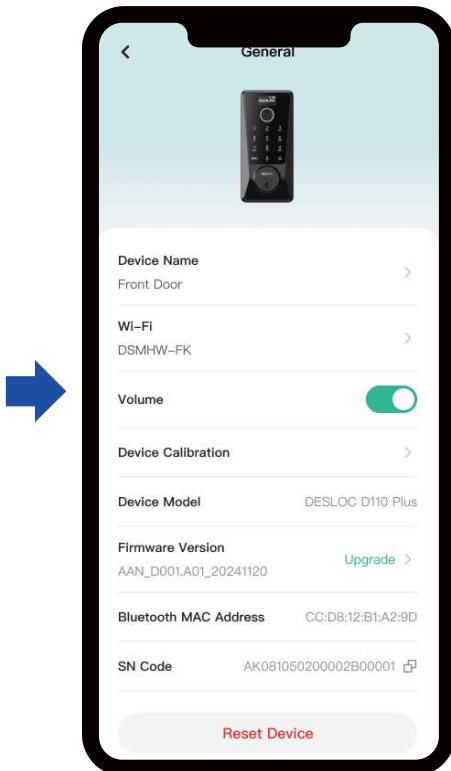 General
Device Name
Front Door
Wi-Fi
DSMHW-FK
Volume
Device Calibration
Device Model DESLOC D110 Plus
Firmware Version
AAN_D001.A01_20241120 Upgrade
Bluetooth MAC Address CC:D8:12:B1:A2:9D
SN Code AK081050200002B00001
Reset Device